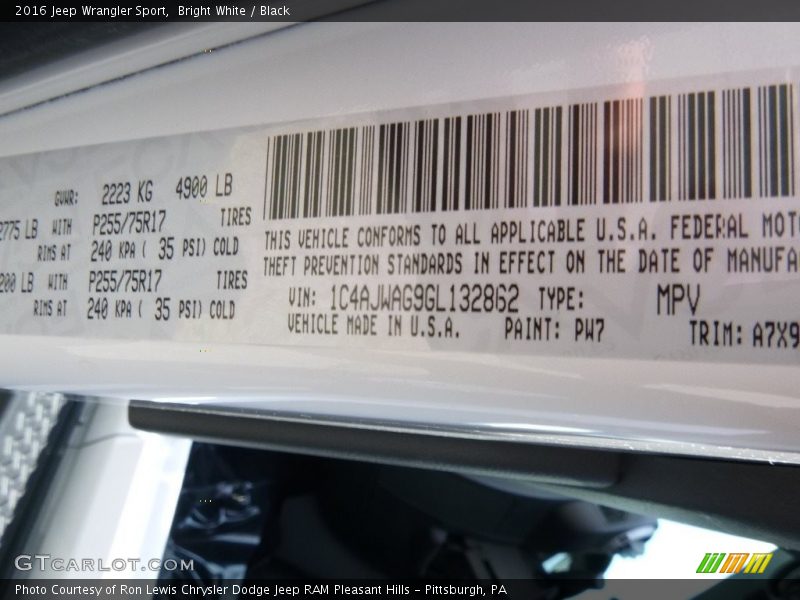 2016 Jeep Wrangler Sport, Bright White / Black
GVWR: 2223 KG 4900 LB
2775 LB WITH P255/75R17 TIRES
RIMS AT 240 KPA ( 35 PSI) COLD
200 LB WITH P255/75R17 TIRES
RIMS AT 240 KPA ( 35 PSI) COLD
THIS VEHICLE CONFORMS TO ALL APPLICABLE U.S.A. FEDERAL MOTO
THEFT PREVENTION STANDARDS IN EFFECT ON THE DATE OF MANUFA
VIN: 1C4AJWAG9GL132862 TYPE: MPV
VEHICLE MADE IN U.S.A. PAINT: PW7 TRIM: A7X9
GTCarLot.com
Photo Courtesy of Ron Lewis Chrysler Dodge Jeep RAM Pleasant Hills - Pittsburgh, PA